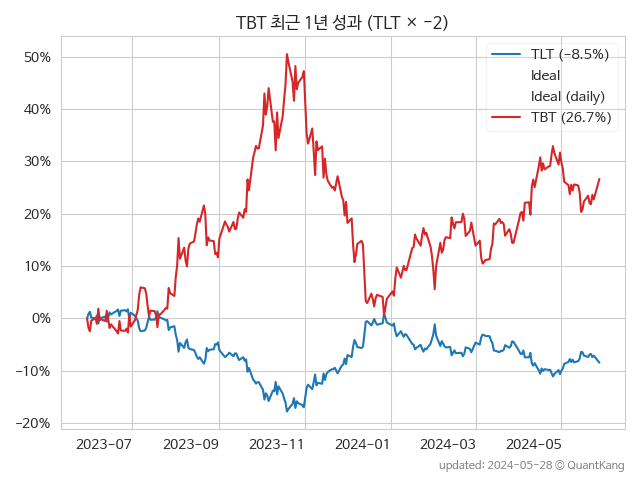 TBT 최근 1년 성과 (TLT × −2)
TLT (−8.5%)
Ideal
Ideal (daily)
TBT (26.7%)
50%
40%
30%
20%
10%
0%
−10%
−20%
2023−07
2023−09
2023−11
2024−01
2024−03
2024−05
updated: 2024-05-28 © QuantKang